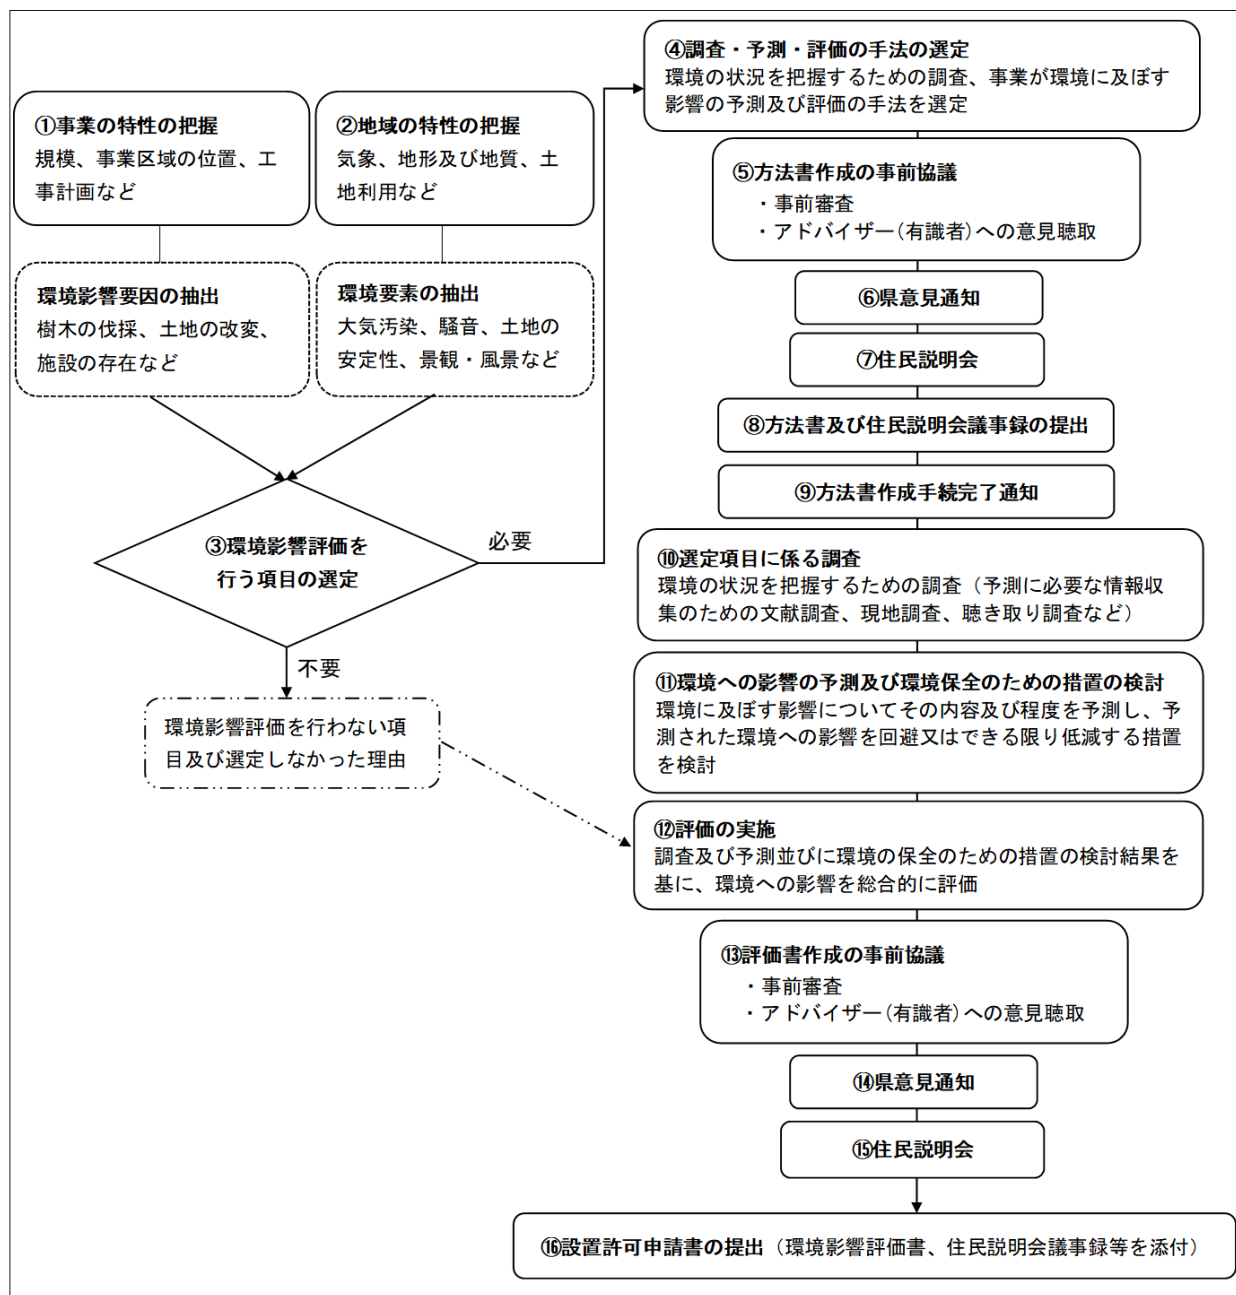 ①事業の特性の把握
規模、事業区域の位置、工
事計画など
②地域の特性の把握
気象、地形及び地質、土
地利用など
環境影響要因の抽出
樹木の伐採、土地の改変、
施設の存在など
環境要素の抽出
大気汚染、騒音、土地の
安定性、景観・風景など
③環境影響評価を
行う項目の選定
必要
不要
環境影響評価を行わない項
目及び選定しなかった理由
④調査・予測・評価の手法の選定
環境の状況を把握するための調査、事業が環境に及ぼす
影響の予測及び評価の手法を選定
⑤方法書作成の事前協議
・事前審査
・アドバイザー(有識者)への意見聴取
⑥県意見通知
⑦住民説明会
⑧方法書及び住民説明会議事録の提出
⑨方法書作成手続完了通知
⑩選定項目に係る調査
環境の状況を把握するための調査（予測に必要な情報収
集のための文献調査、現地調査、聴き取り調査など）
⑪環境への影響の予測及び環境保全のための措置の検討
環境に及ぼす影響についてその内容及び程度を予測し、予
測された環境への影響を回避又はできる限り低減する措置
を検討
⑫評価の実施
調査及び予測並びに環境の保全のための措置の検討結果を
基に、環境への影響を総合的に評価
⑬評価書作成の事前協議
・事前審査
・アドバイザー(有識者)への意見聴取
⑭県意見通知
⑮住民説明会
⑯設置許可申請書の提出（環境影響評価書、住民説明会議事録等を添付）